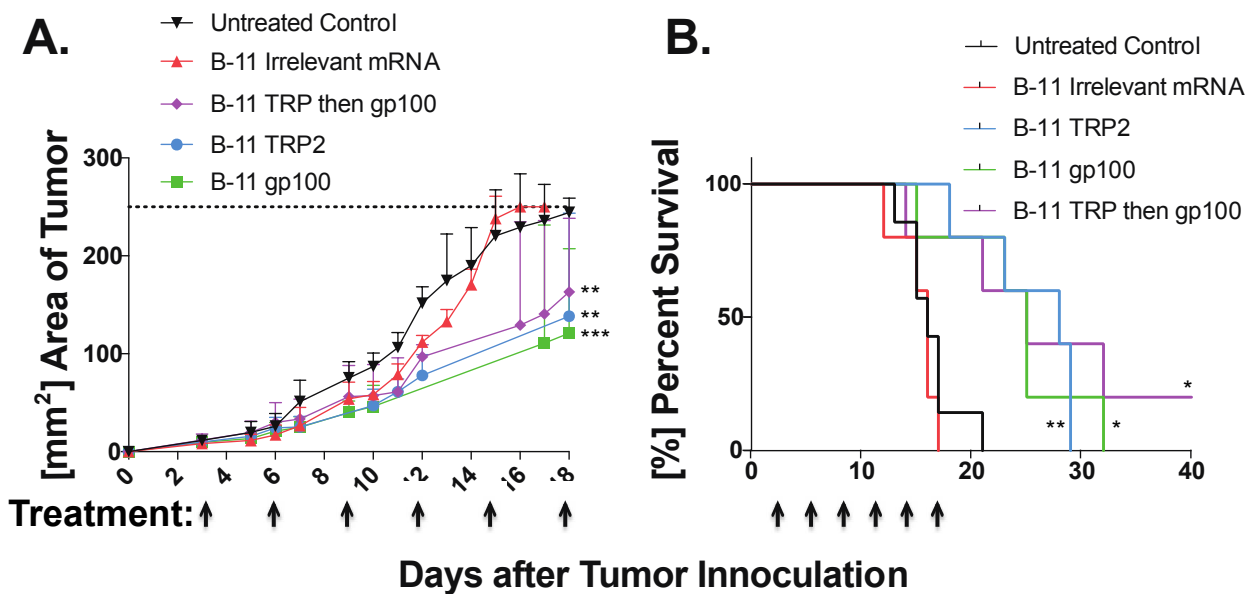 A.
Untreated Control
B-11 Irrelevant mRNA
B-11 TRP then gp100
B-11 TRP2
B-11 gp100
[mm²] Area of Tumor
300
200
100
0
**
**
***
0 2 4 6 8 10 12 14 16 18
Treatment:
B.
Untreated Control
B-11 Irrelevant mRNA
B-11 TRP2
B-11 gp100
B-11 TRP then gp100
[%] Percent Survival
100
50
0
*
** *
0 10 20 30 40
Days after Tumor Innoculation